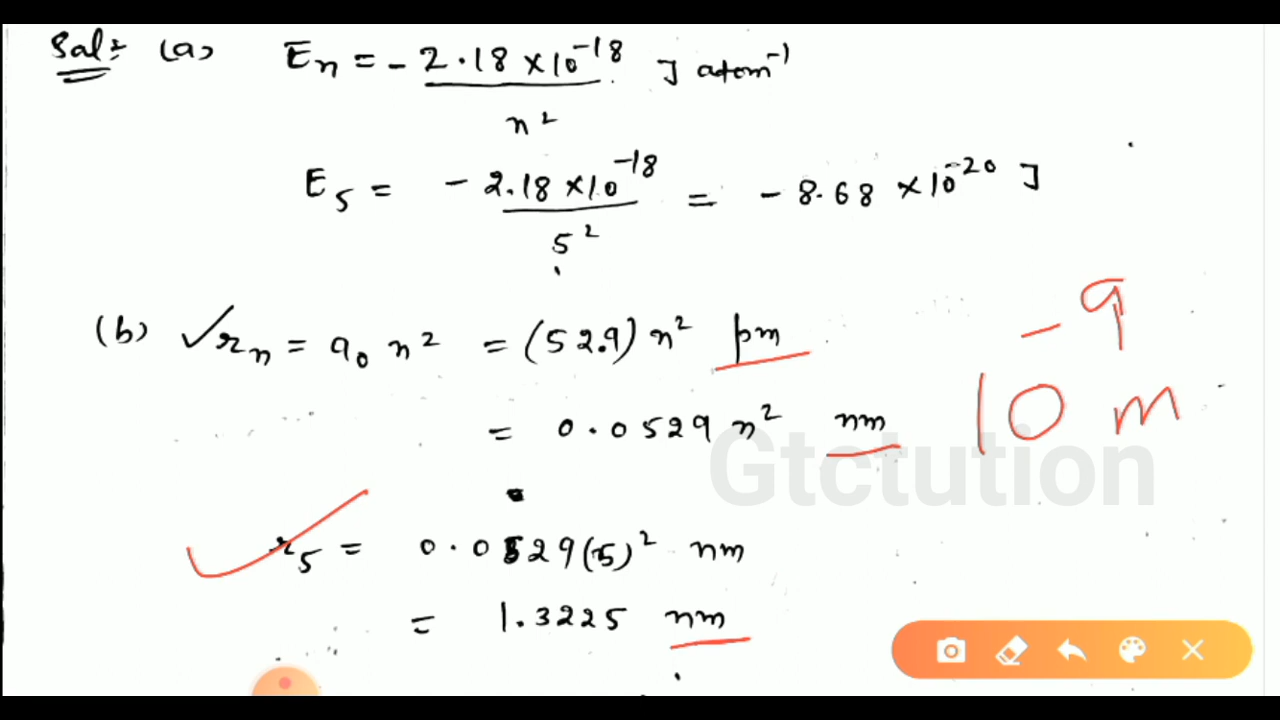 Sol: (a) En = - 2.18 × 10⁻¹⁸ / n² J atom⁻¹
E₅ = - 2.18 × 10⁻¹⁸ / 5² = - 8.68 × 10⁻²⁰ J
(b) ✓ rn = a₀ n² = (52.9) n² pm
= 0.0529 n² nm
10⁻⁹ m
Gtctution
r₅ = 0.0529(5)² nm
= 1.3225 nm